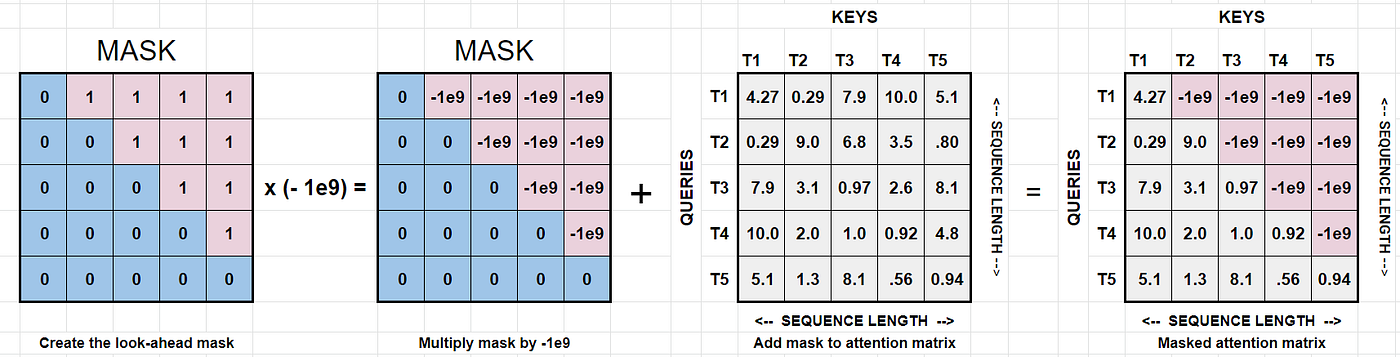 KEYS KEYS
MASK MASK
T1 T2 T3 T4 T5 T1 T2 T3 T4 T5
0 1 1 1 1 0 -1e9 -1e9 -1e9 -1e9 T1 4.27 0.29 7.9 10.0 5.1 T1 4.27 -1e9 -1e9 -1e9 -1e9
0 0 1 1 1 0 0 -1e9 -1e9 -1e9 T2 0.29 9.0 6.8 3.5 .80 T2 0.29 9.0 -1e9 -1e9 -1e9
0 0 0 1 1 x (- 1e9) = 0 0 0 -1e9 -1e9 + QUERIES T3 7.9 3.1 0.97 2.6 8.1 <-- SEQUENCE LENGTH --> = QUERIES T3 7.9 3.1 0.97 -1e9 -1e9 <-- SEQUENCE LENGTH -->
0 0 0 0 1 0 0 0 0 -1e9 T4 10.0 2.0 1.0 0.92 4.8 T4 10.0 2.0 1.0 0.92 -1e9
0 0 0 0 0 0 0 0 0 0 T5 5.1 1.3 8.1 .56 0.94 T5 5.1 1.3 8.1 .56 0.94
<-- SEQUENCE LENGTH --> <-- SEQUENCE LENGTH -->
Create the look-ahead mask Multiply mask by -1e9 Add mask to attention matrix Masked attention matrix